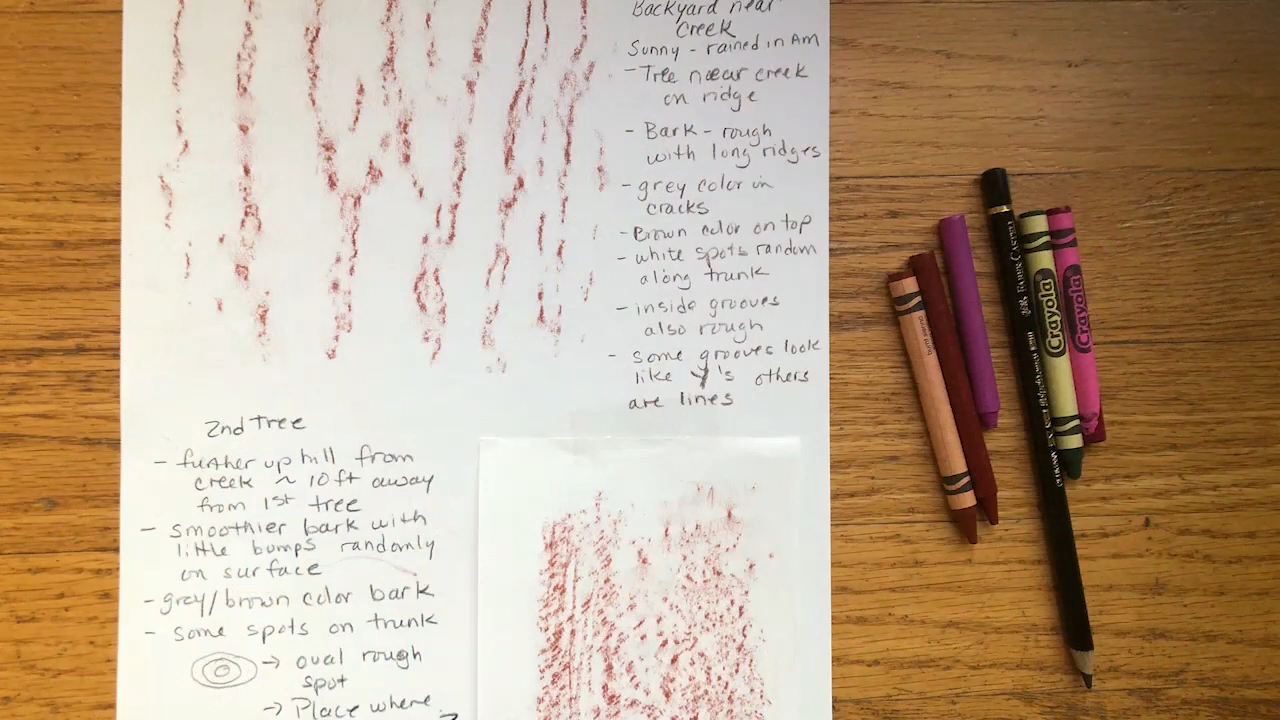 Backyard near
Creek
Sunny - rained in Am
- Tree near creek
on ridge
- Bark - rough
with long ridges
- grey color in
cracks
- Brown color on top
- white spots random
along trunk
- inside grooves
also rough
- some grooves look
like Y's others
are lines
2nd Tree
- further up hill from
creek ~ 10ft away
from 1st tree
- smoothier bark with
little bumps randomly
on surface
- gray/brown color bark
- some spots on trunk
→ oval rough
spot
→ Place where
Crayola
Crayola
FABER CASTELL